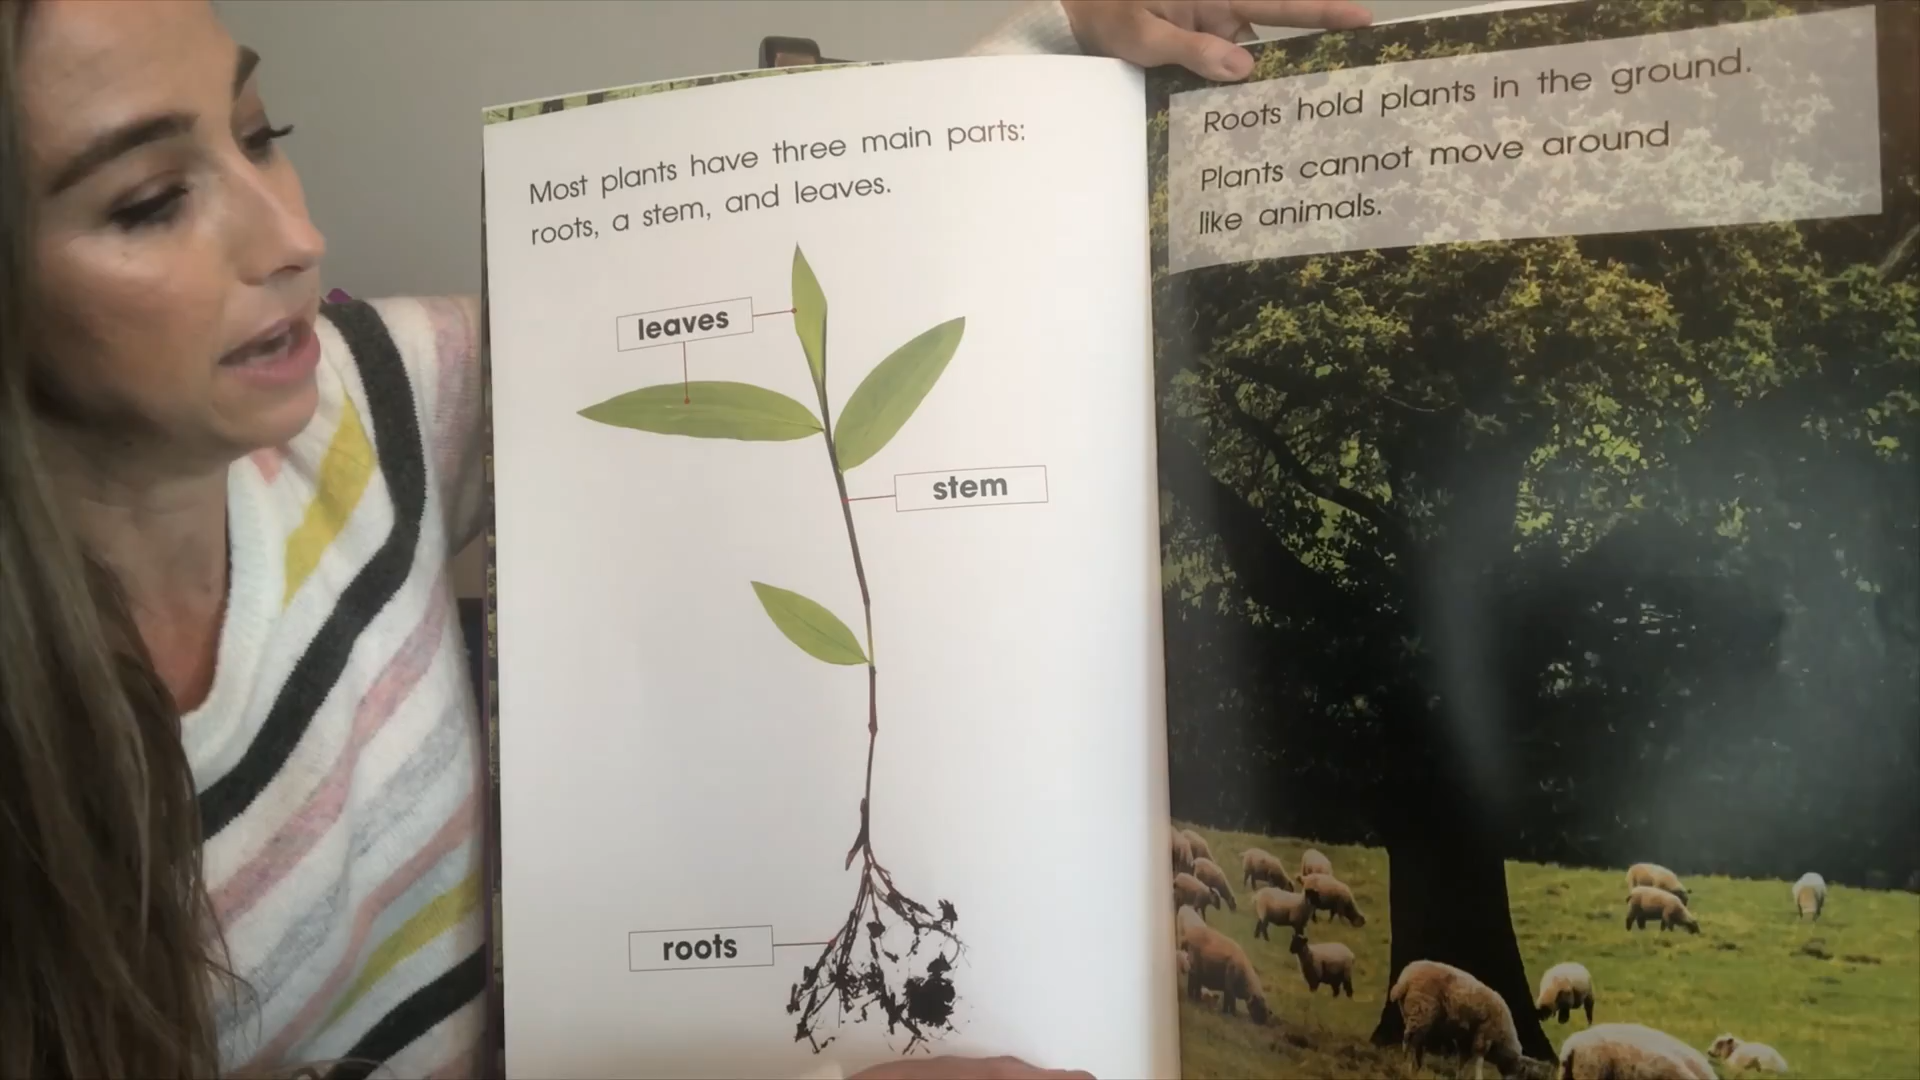 Most plants have three main parts:
roots, a stem, and leaves.
leaves
stem
roots
Roots hold plants in the ground.
Plants cannot move around
like animals.